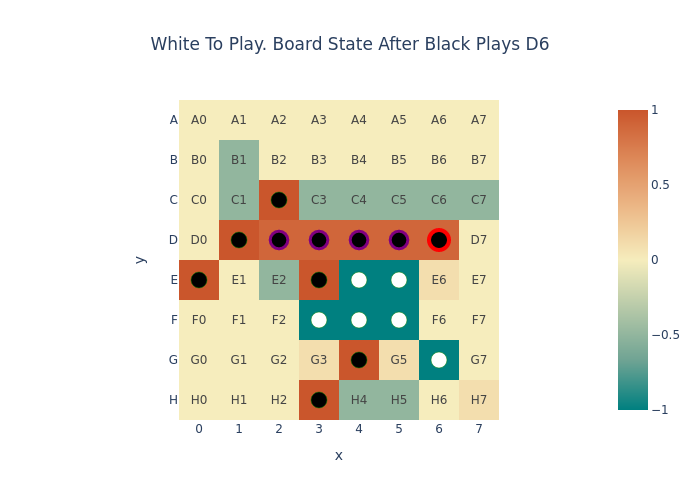 White To Play. Board State After Black Plays D6
A A0 A1 A2 A3 A4 A5 A6 A7 1
B B0 B1 B2 B3 B4 B5 B6 B7 0.5
C C0 C1 C3 C4 C5 C6 C7
D D0 D7
y 0
E E1 E2 E6 E7
F F0 F1 F2 F6 F7 −0.5
G G0 G1 G2 G3 G5 G7
H H0 H1 H2 H4 H5 H6 H7 −1
0 1 2 3 4 5 6 7
x